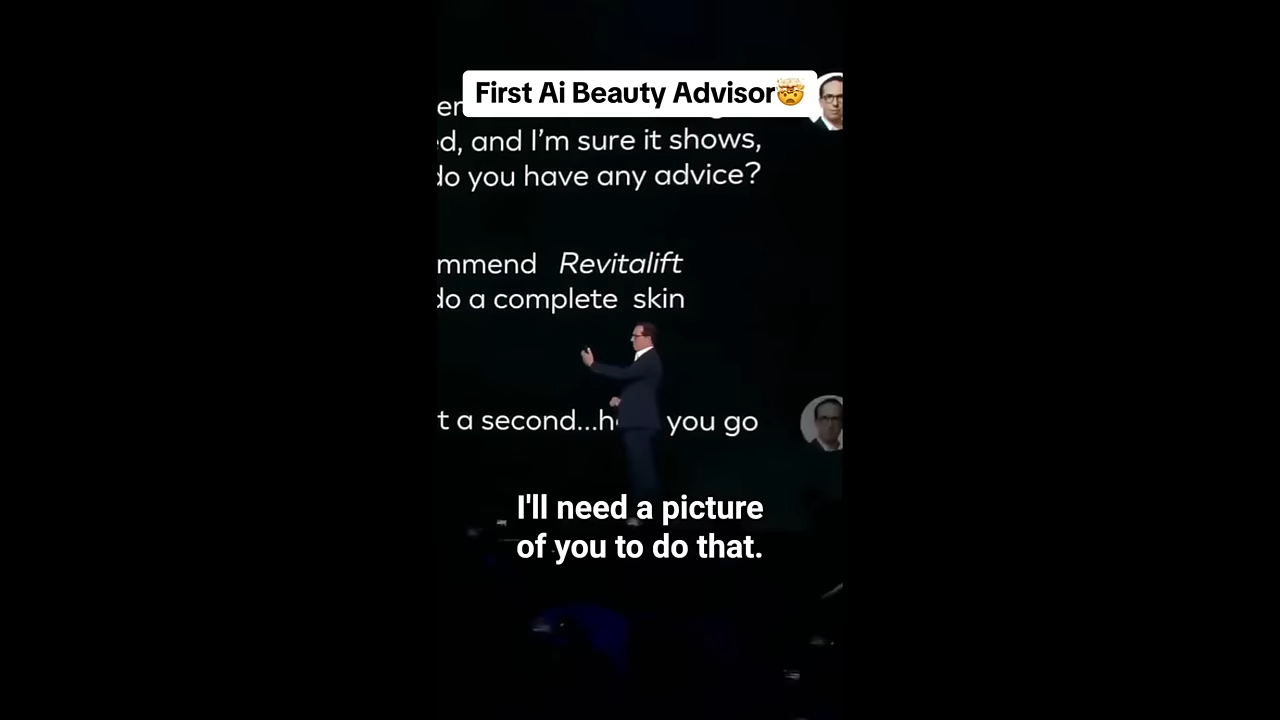 First Ai Beauty Advisor🤯
ed, and I'm sure it shows,
do you have any advice?
mmend Revitalift
do a complete skin
t a second...h you go
I'll need a picture
of you to do that.